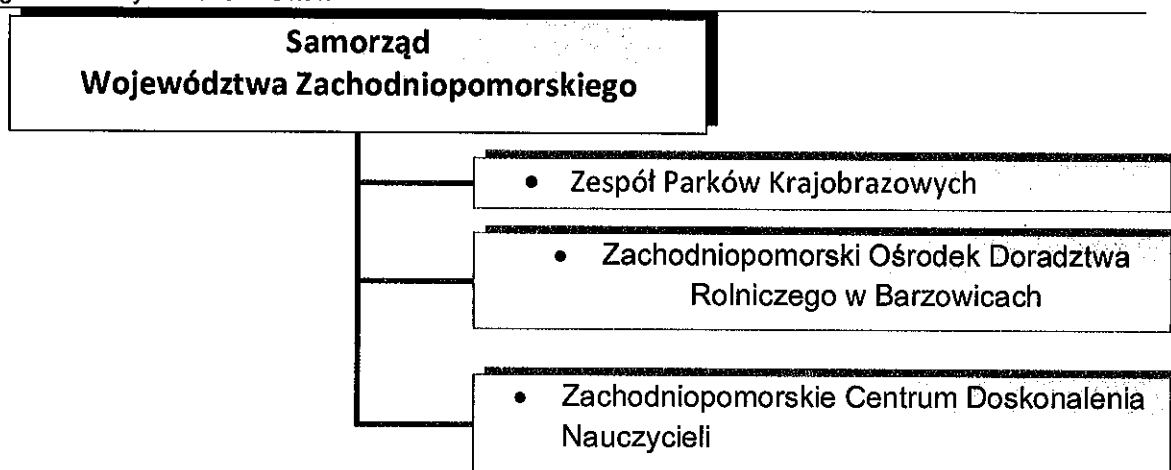 Samorząd
Województwa Zachodniopomorskiego
• Zespół Parków Krajobrazowych
• Zachodniopomorski Ośrodek Doradztwa
Rolniczego w Barzowicach
• Zachodniopomorskie Centrum Doskonalenia
Nauczycieli